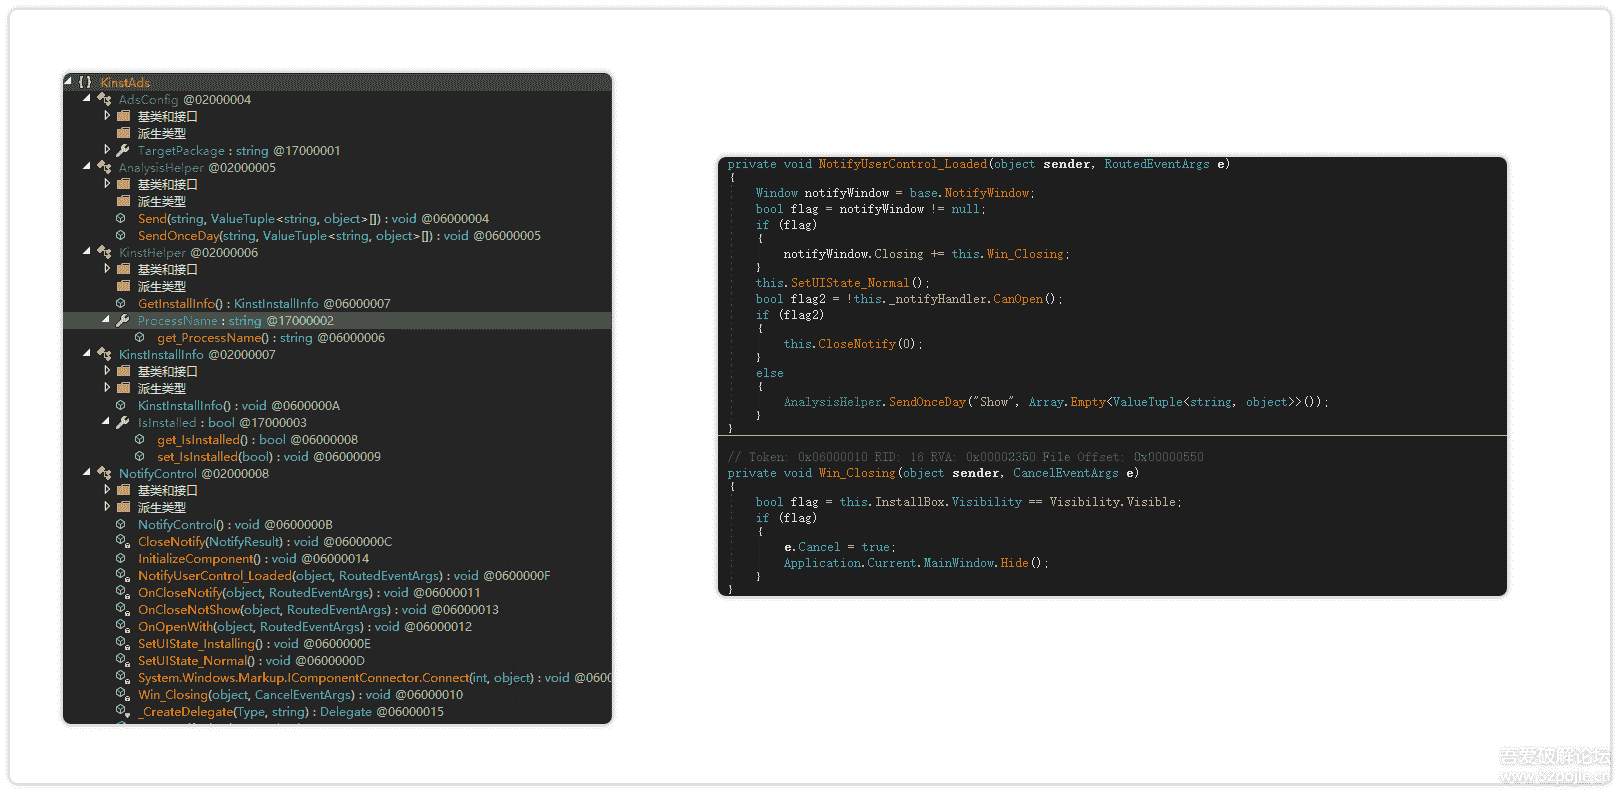 KinstAds
AdsConfig @02000004
基类和接口
派生类型
TargetPackage : string @17000001
AnalysisHelper @02000005
基类和接口
派生类型
Send(string, ValueTuple<string, object>[]) : void @06000004
SendOnceDay(string, ValueTuple<string, object>[]) : void @06000005
KinstHelper @02000006
基类和接口
派生类型
GetInstallInfo() : KinstInstallInfo @06000007
ProcessName : string @17000002
get_ProcessName() : string @06000006
KinstInstallInfo @02000007
基类和接口
派生类型
KinstInstallInfo() : void @0600000A
IsInstalled : bool @17000003
get_IsInstalled() : bool @06000008
set_IsInstalled(bool) : void @06000009
NotifyControl @02000008
基类和接口
派生类型
NotifyControl() : void @0600000B
CloseNotify(NotifyResult) : void @0600000C
InitializeComponent() : void @06000014
NotifyUserControl_Loaded(object, RoutedEventArgs) : void @0600000F
OnCloseNotify(object, RoutedEventArgs) : void @06000011
OnCloseNotShow(object, RoutedEventArgs) : void @06000013
OnOpenWith(object, RoutedEventArgs) : void @06000012
SetUIState_Installing() : void @0600000E
SetUIState_Normal() : void @0600000D
System.Windows.Markup.IComponentConnector.Connect(int, object) : void @0600
Win_Closing(object, CancelEventArgs) : void @06000010
_CreateDelegate(Type, string) : Delegate @06000015
private void NotifyUserControl_Loaded(object sender, RoutedEventArgs e)
{
Window notifyWindow = base.NotifyWindow;
bool flag = notifyWindow != null;
if (flag)
{
notifyWindow.Closing += this.Win_Closing;
}
this.SetUIState_Normal();
bool flag2 = !this._notifyHandler.CanOpen();
if (flag2)
{
this.CloseNotify(0);
}
else
{
AnalysisHelper.SendOnceDay("Show", Array.Empty<ValueTuple<string, object>>());
}
}
// Token: 0x06000010 RID: 16 RVA: 0x00002350 File Offset: 0x00000550
private void Win_Closing(object sender, CancelEventArgs e)
{
bool flag = this.InstallBox.Visibility == Visibility.Visible;
if (flag)
{
e.Cancel = true;
Application.Current.MainWindow.Hide();
}
}
吾爱破解论坛
www.52pojie.cn